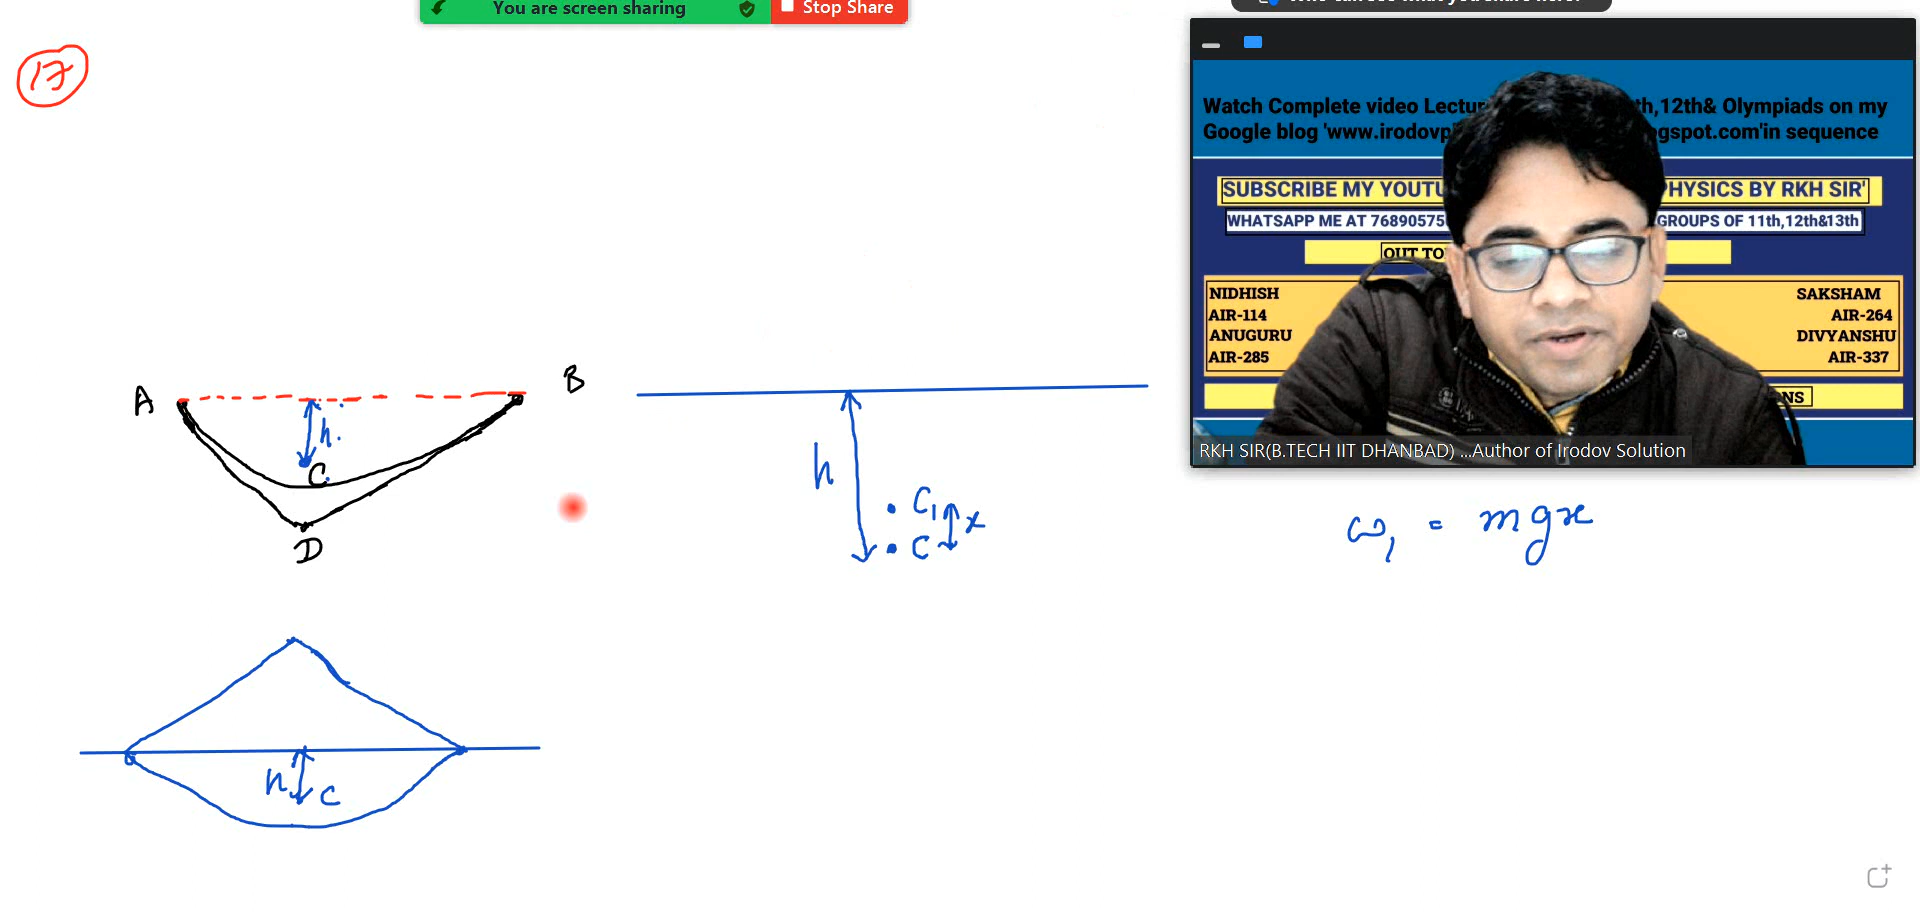 You are screen sharing
Stop Share
17
Watch Complete video Lectur th,12th& Olympiads on my
Google blog 'www.irodovp gspot.com'in sequence
SUBSCRIBE MY YOUTU PHYSICS BY RKH SIR'
WHATSAPP ME AT 76890575 GROUPS OF 11th,12th&13th
OUT TO
NIDHISH SAKSHAM
AIR-114 AIR-264
ANUGURU DIVYANSHU
AIR-285 AIR-337
NS
RKH SIR(B.TECH IIT DHANBAD) ...Author of Irodov Solution
A B
h
C
D
h
C1
x
C
ω1 = mgx
h
C